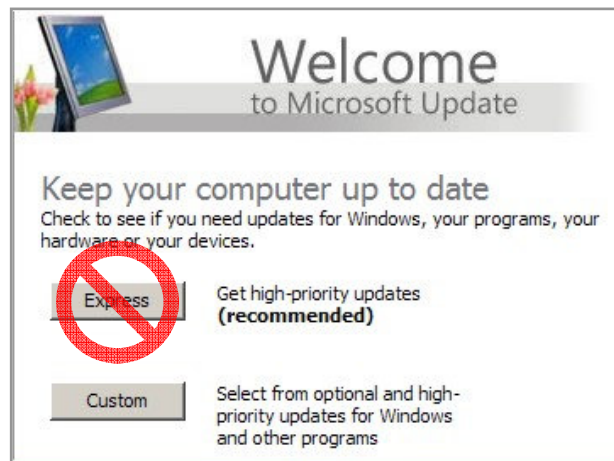 Welcome
to Microsoft Update
Keep your computer up to date
Check to see if you need updates for Windows, your programs, your
hardware or your devices.
Express
Get high-priority updates
(recommended)
Custom
Select from optional and high-
priority updates for Windows
and other programs